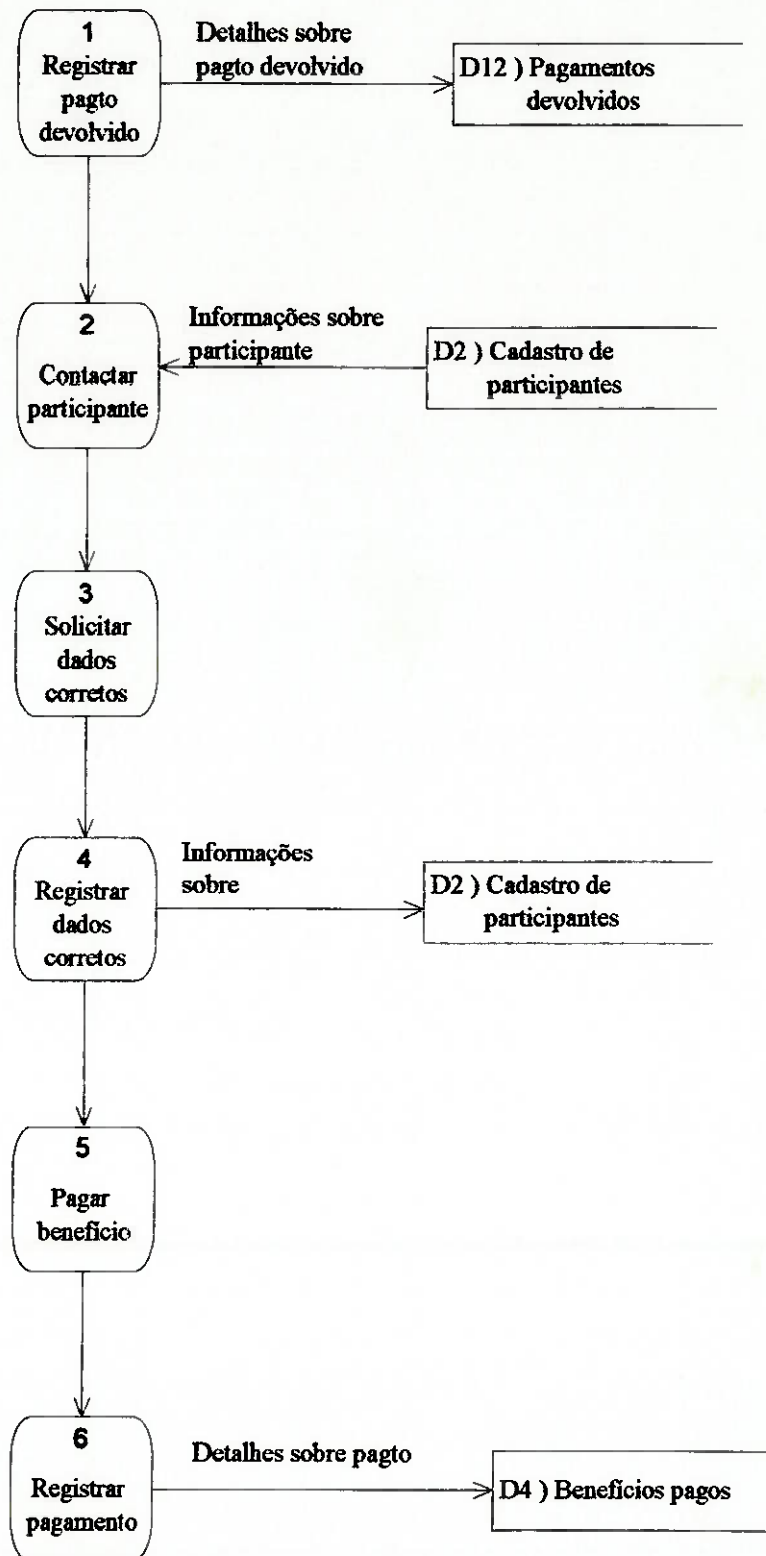 1
Registrar
pagto
devolvido
Detalhes sobre
pagto devolvido
D12 ) Pagamentos
devolvidos
2
Contactar
participante
Informações sobre
participante
D2 ) Cadastro de
participantes
3
Solicitar
dados
corretos
4
Registrar
dados
corretos
Informações
sobre
D2 ) Cadastro de
participantes
5
Pagar
benefício
6
Registrar
pagamento
Detalhes sobre pagto
D4 ) Benefícios pagos